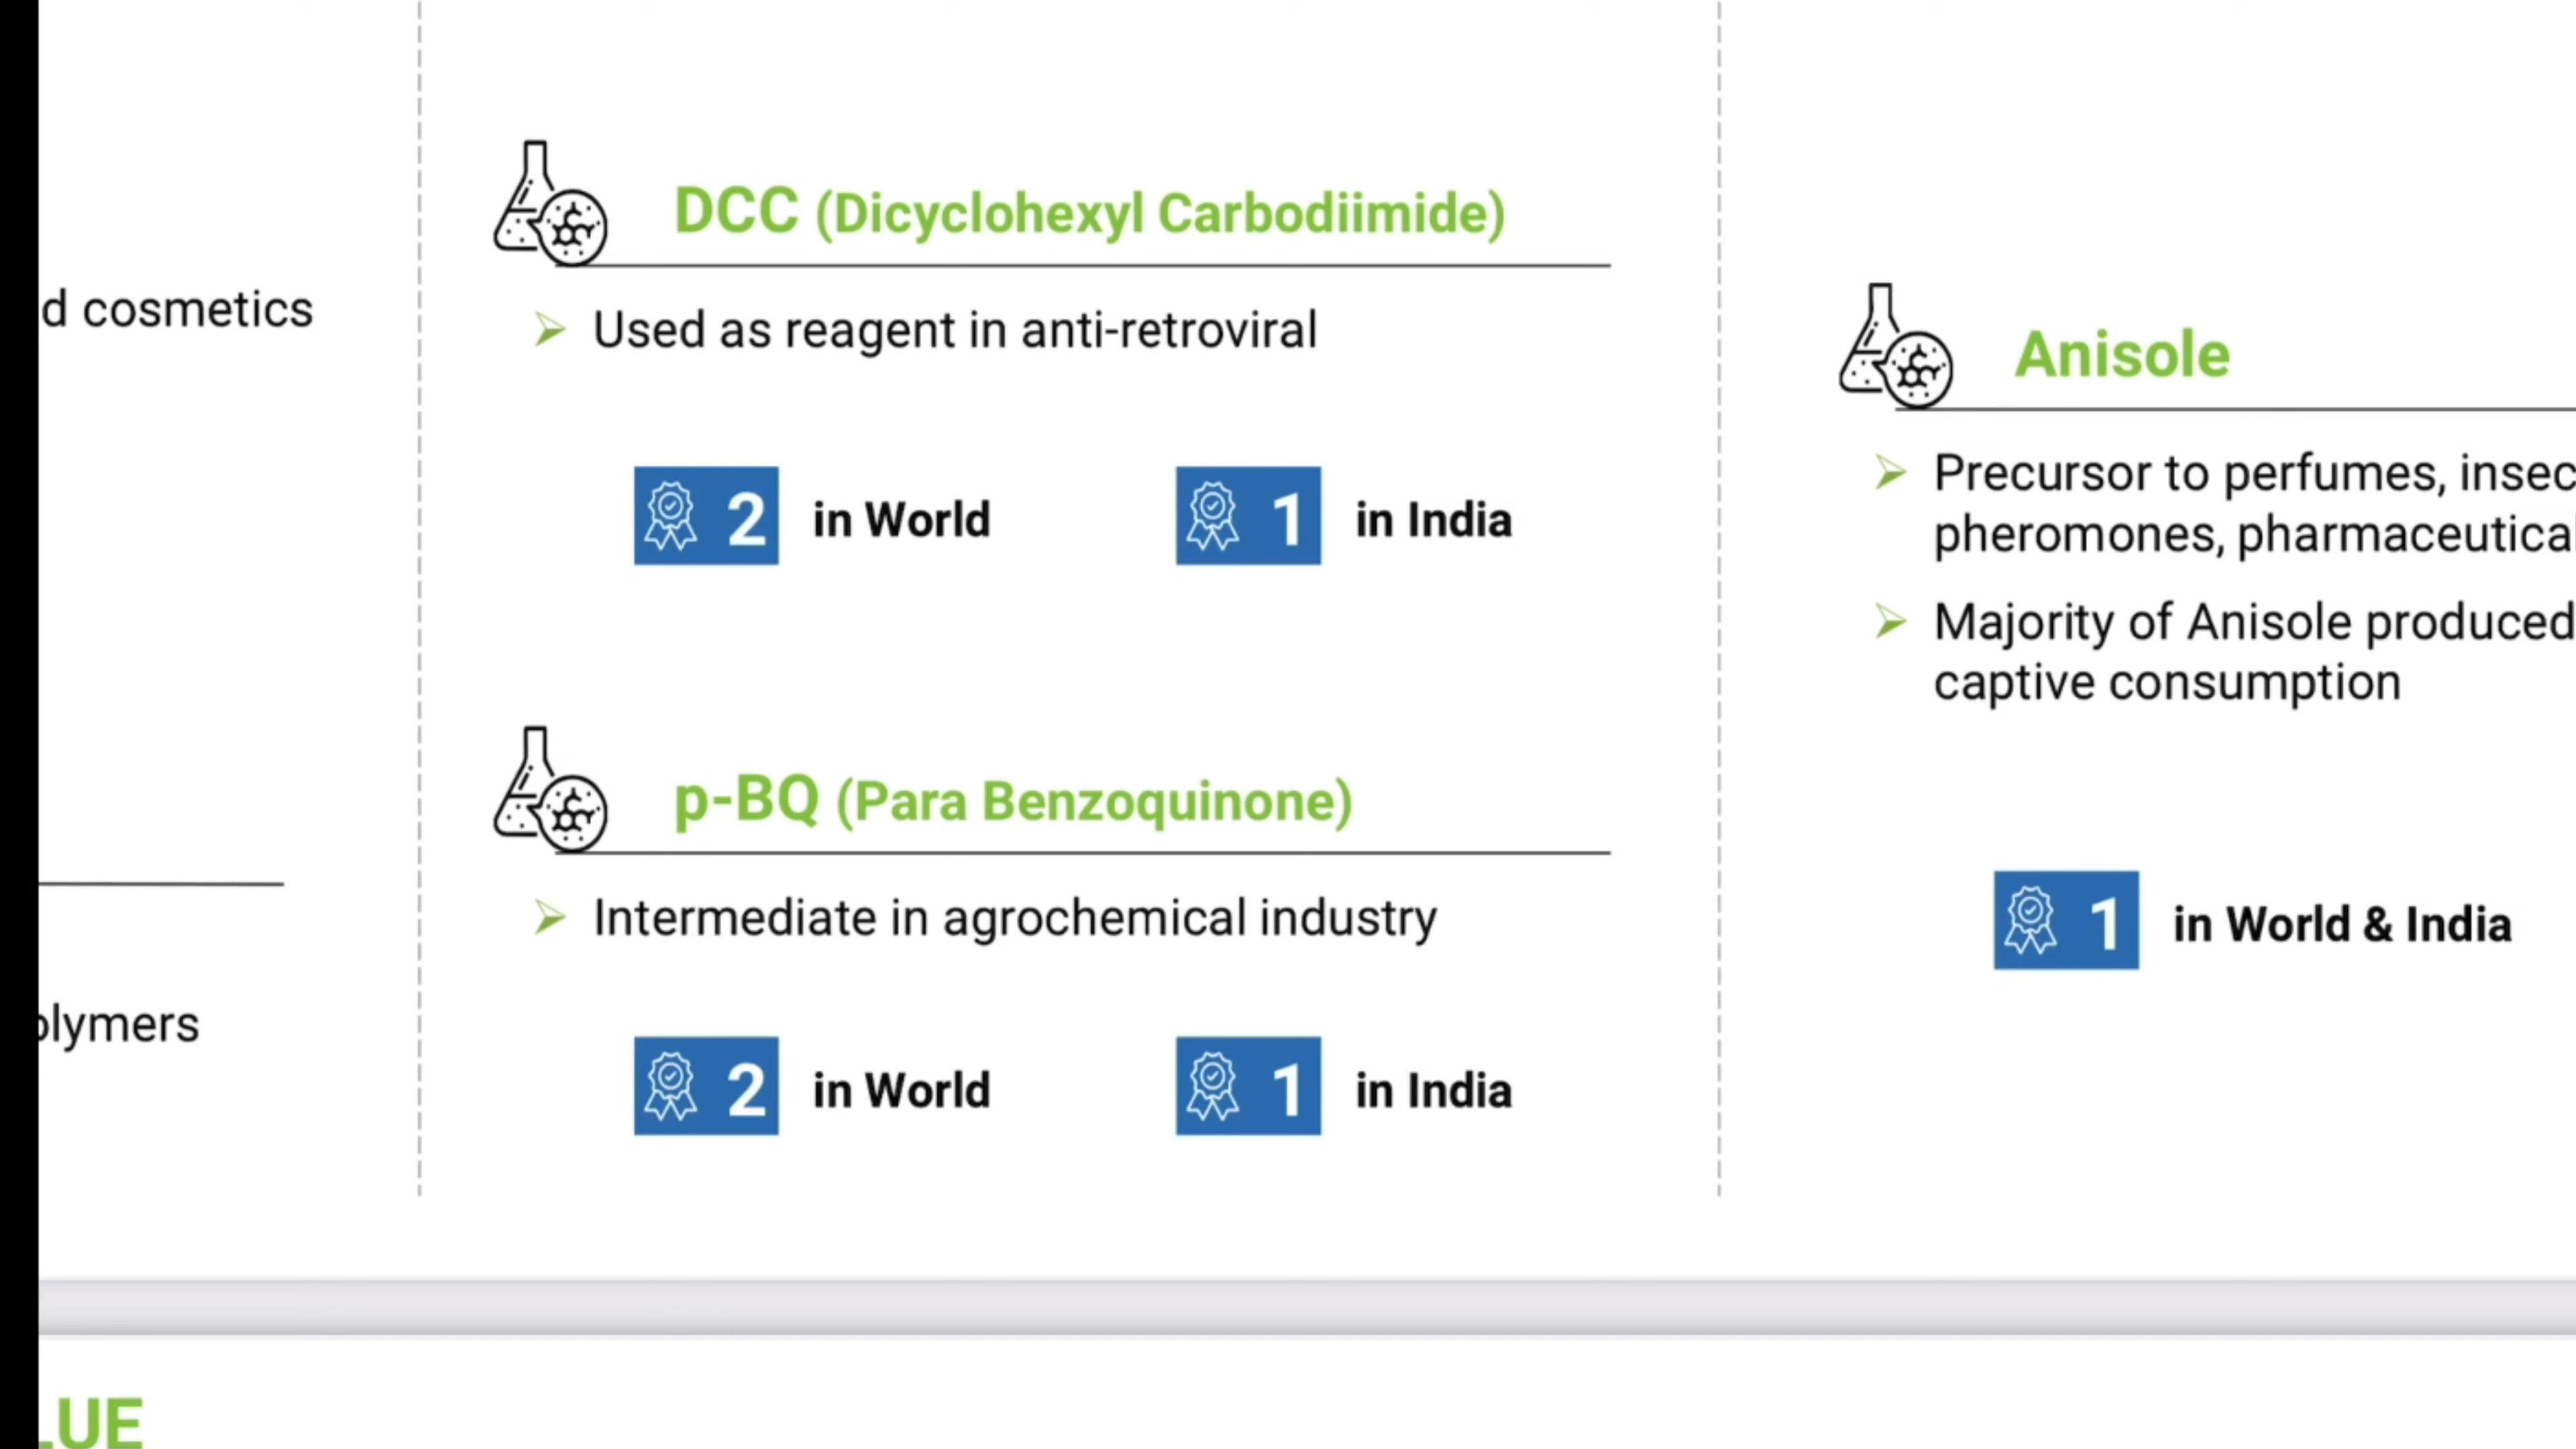 d cosmetics
olymers
DCC (Dicyclohexyl Carbodiimide)
Used as reagent in anti-retroviral
2 in World 1 in India
p-BQ (Para Benzoquinone)
Intermediate in agrochemical industry
2 in World 1 in India
Anisole
Precursor to perfumes, insec
pheromones, pharmaceutica
Majority of Anisole produced
captive consumption
1 in World & India
LUE